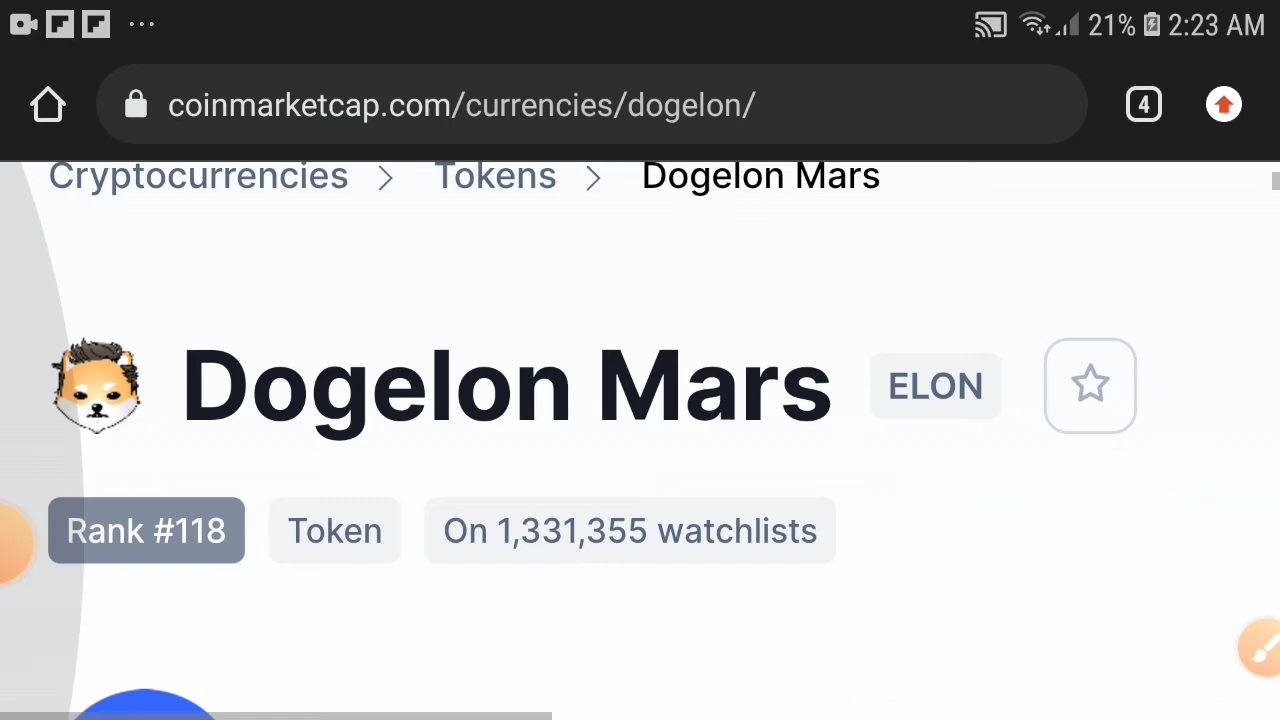 21% 2:23 AM
coinmarketcap.com/currencies/dogelon/
4
Cryptocurrencies > Tokens > Dogelon Mars
Dogelon Mars ELON
Rank #118 Token On 1,331,355 watchlists